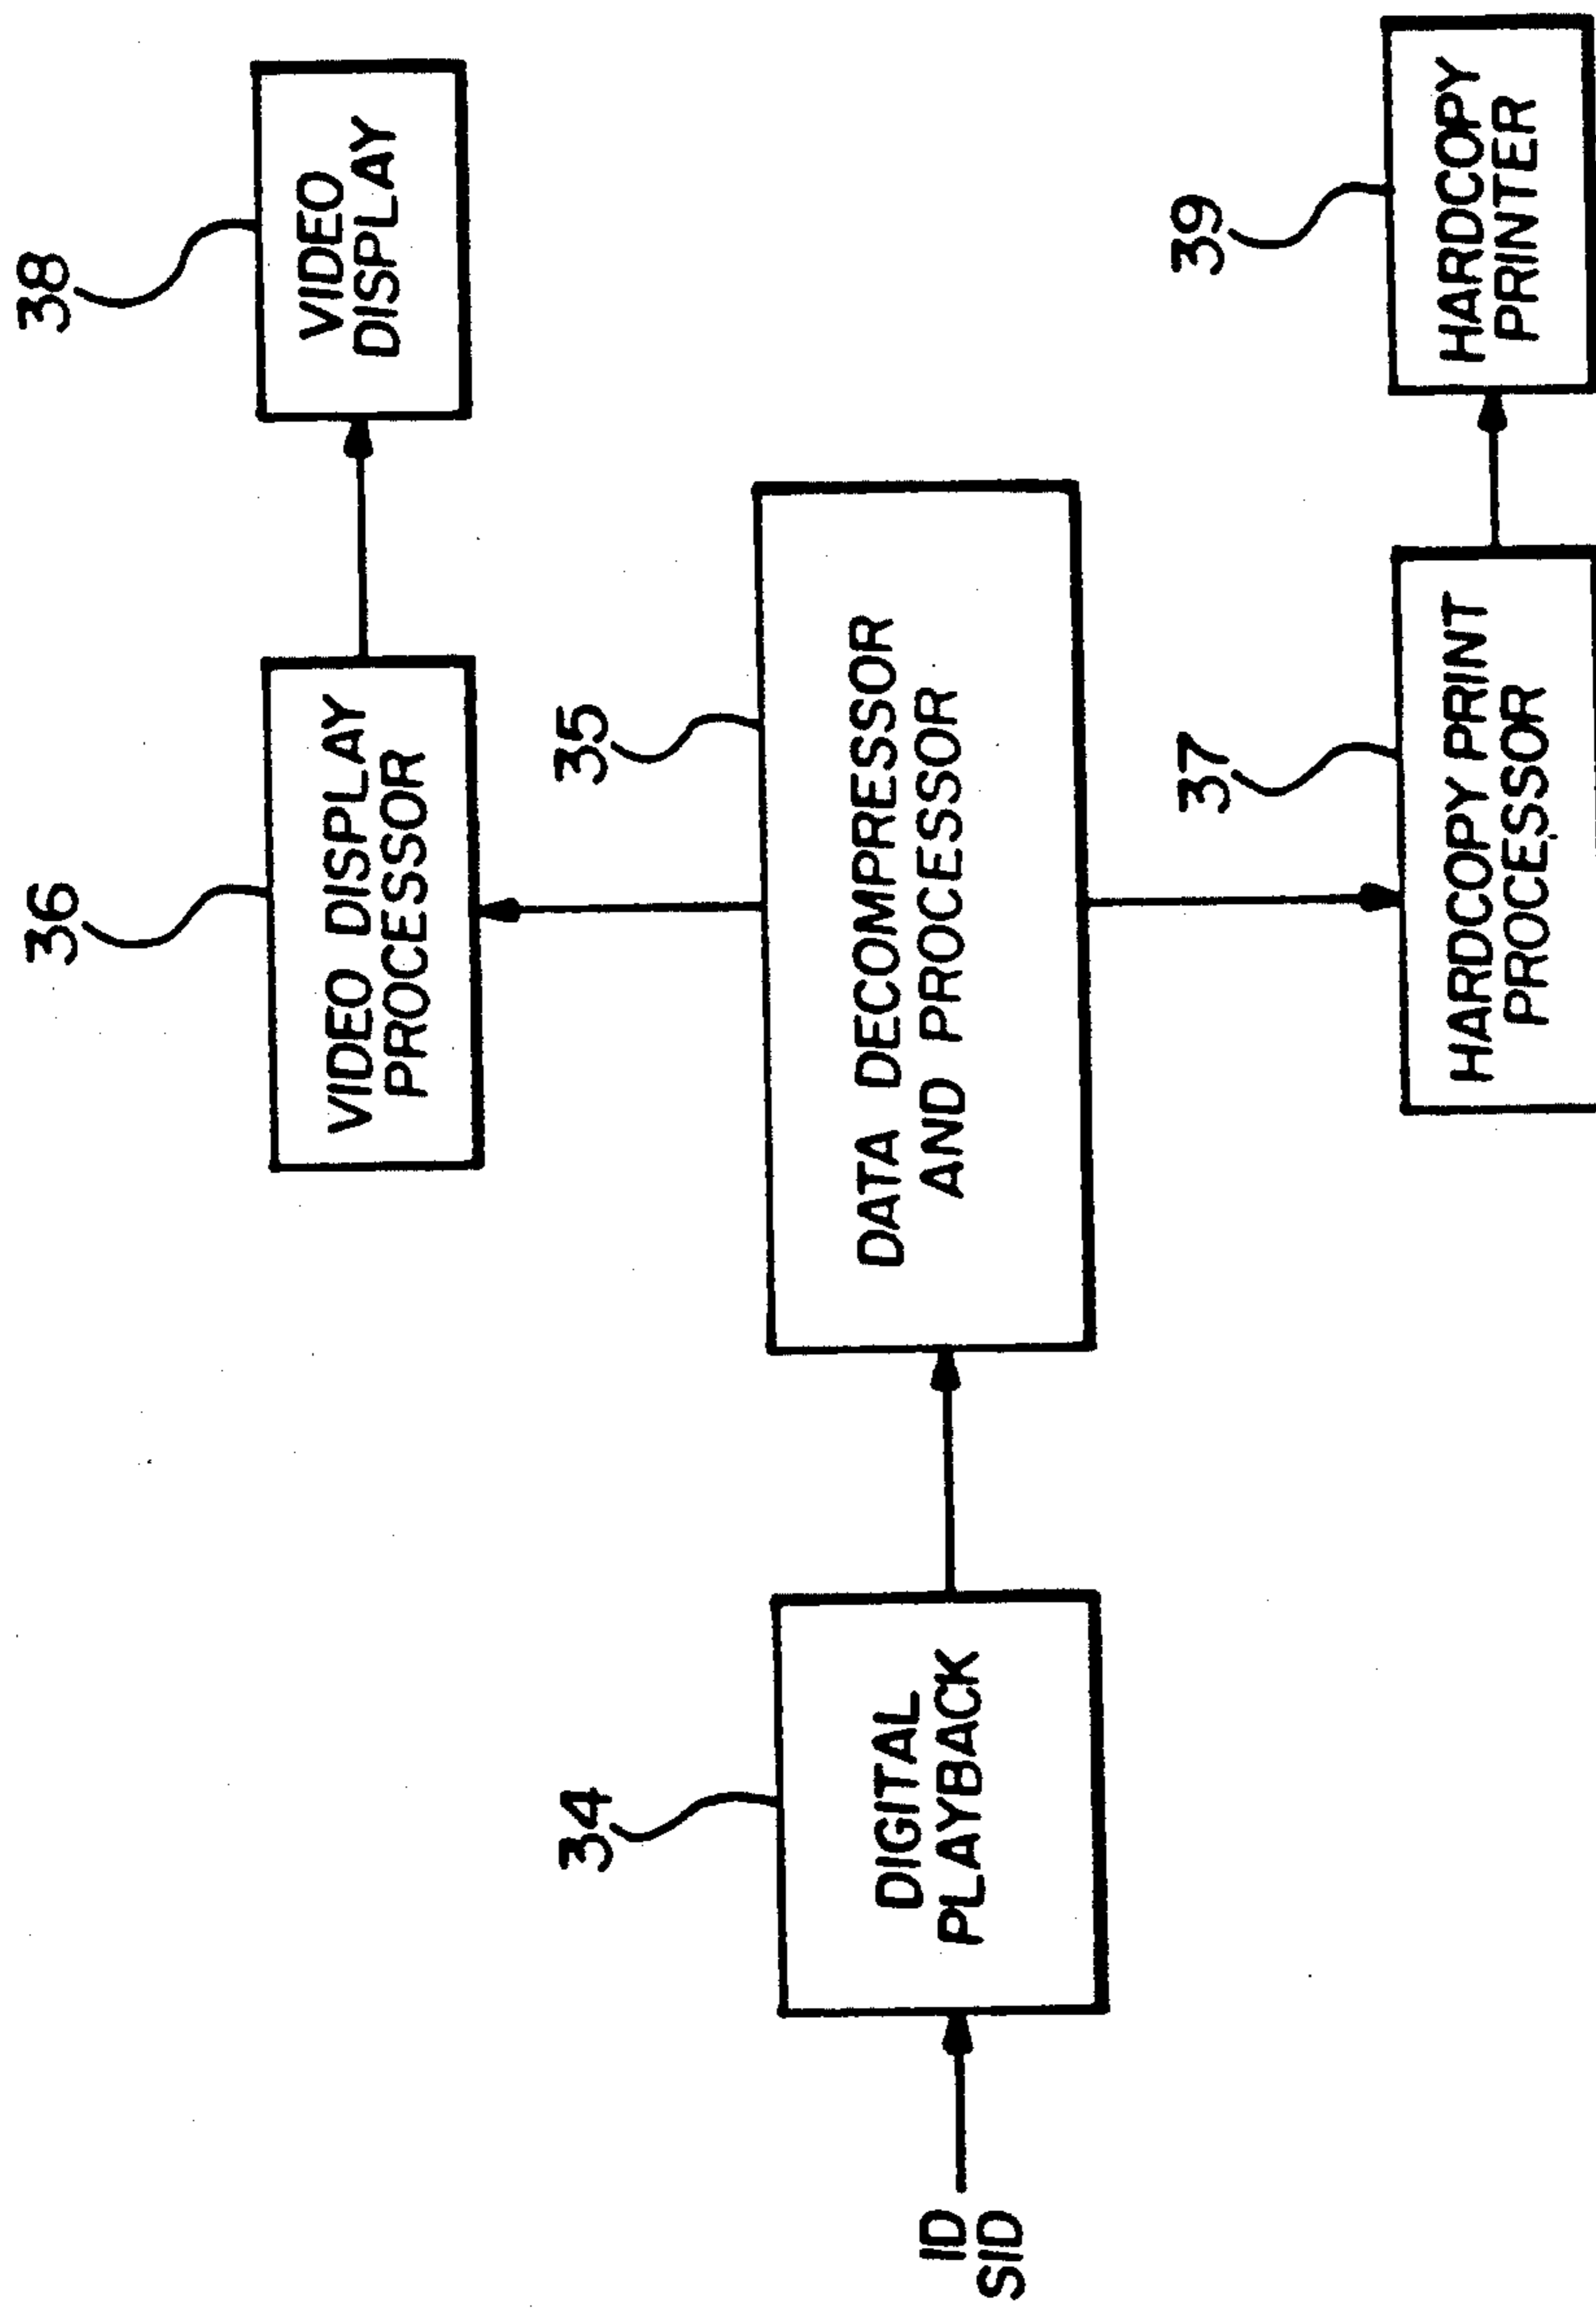 36
VIDEO DISPLAY
PROCESSOR
38
VIDEO
DISPLAY
34
DIGITAL
PLAYBACK
35
DATA DECOMPRESSOR
AND PROCESSOR
ID
SID
37
HARDCOPY PRINT
PROCESSOR
39
HARDCOPY
PRINTER